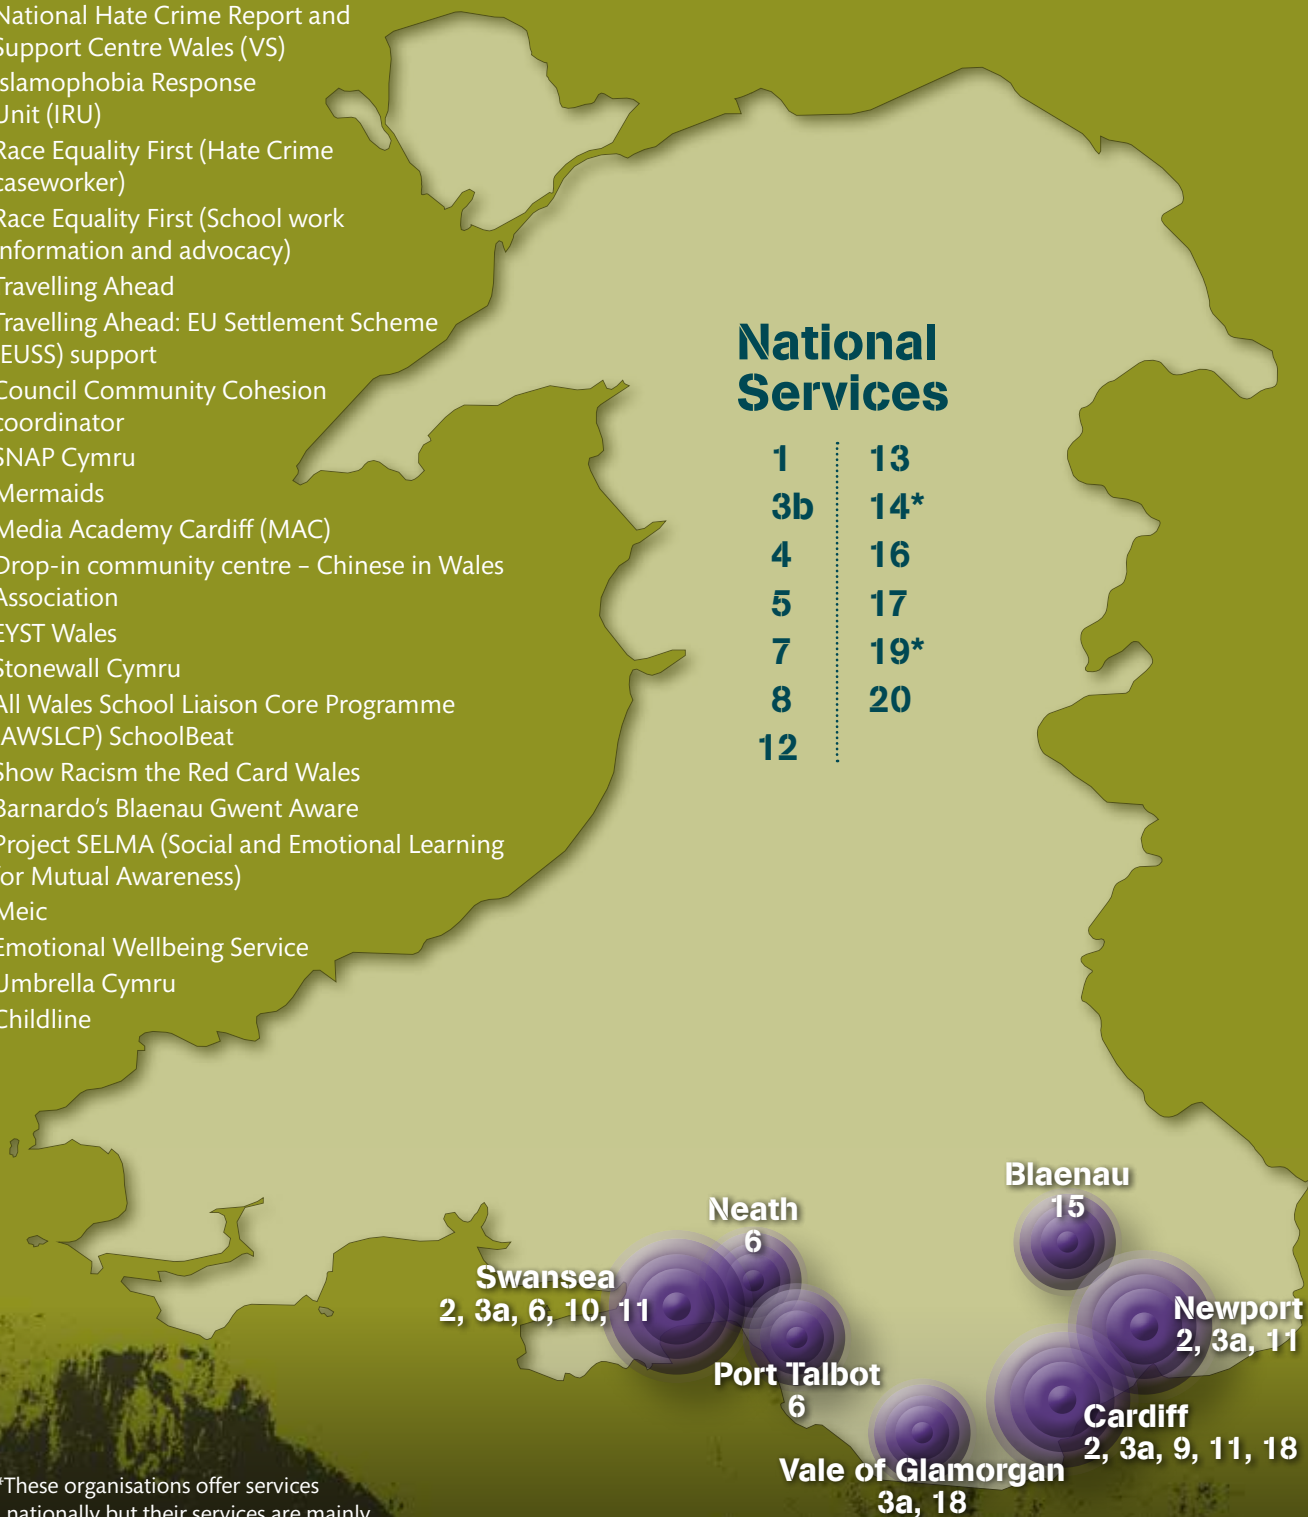 National Hate Crime Report and
Support Centre Wales (VS)
Islamophobia Response
Unit (IRU)
Race Equality First (Hate Crime
caseworker)
Race Equality First (School work
information and advocacy)
Travelling Ahead
Travelling Ahead: EU Settlement Scheme
(EUSS) support
Council Community Cohesion
coordinator
SNAP Cymru
Mermaids
Media Academy Cardiff (MAC)
Drop-in community centre – Chinese in Wales
Association
EYST Wales
Stonewall Cymru
All Wales School Liaison Core Programme
(AWSLCP) SchoolBeat
Show Racism the Red Card Wales
Barnardo's Blaenau Gwent Aware
Project SELMA (Social and Emotional Learning
for Mutual Awareness)
Meic
Emotional Wellbeing Service
Umbrella Cymru
Childline
National
Services
1
3b
4
5
7
8
12
13
14*
16
17
19*
20
Blaenau
15
Neath
6
Swansea
2, 3a, 6, 10, 11
Newport
2, 3a, 11
Port Talbot
6
Cardiff
2, 3a, 9, 11, 18
Vale of Glamorgan
3a, 18
*These organisations offer services
nationally but their services are mainly